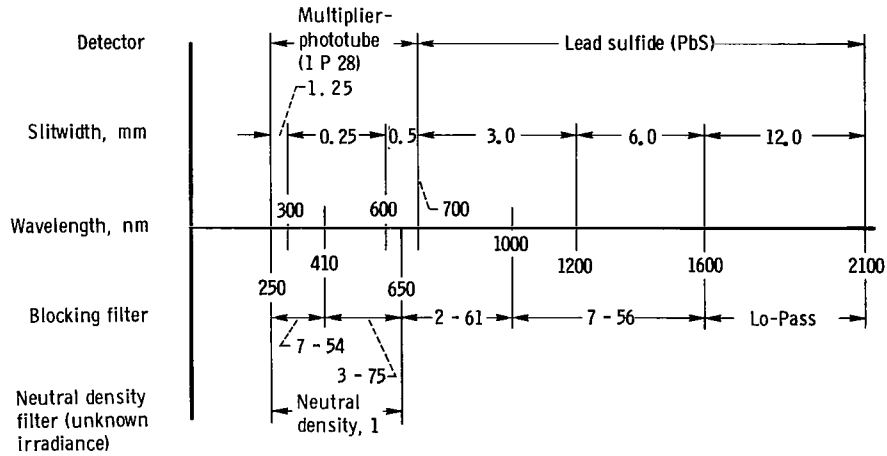 Multiplier-
phototube
(1 P 28)
Detector
Lead sulfide (PbS)
1.25
Slitwidth, mm
0.25
0.5
3.0
6.0
12.0
300
600
700
Wavelength, nm
410
1000
1200
1600
2100
250
650
Blocking filter
2 - 61
7 - 56
Lo-Pass
7 - 54
3 - 75
Neutral density
filter (unknown
irradiance)
Neutral
density, 1